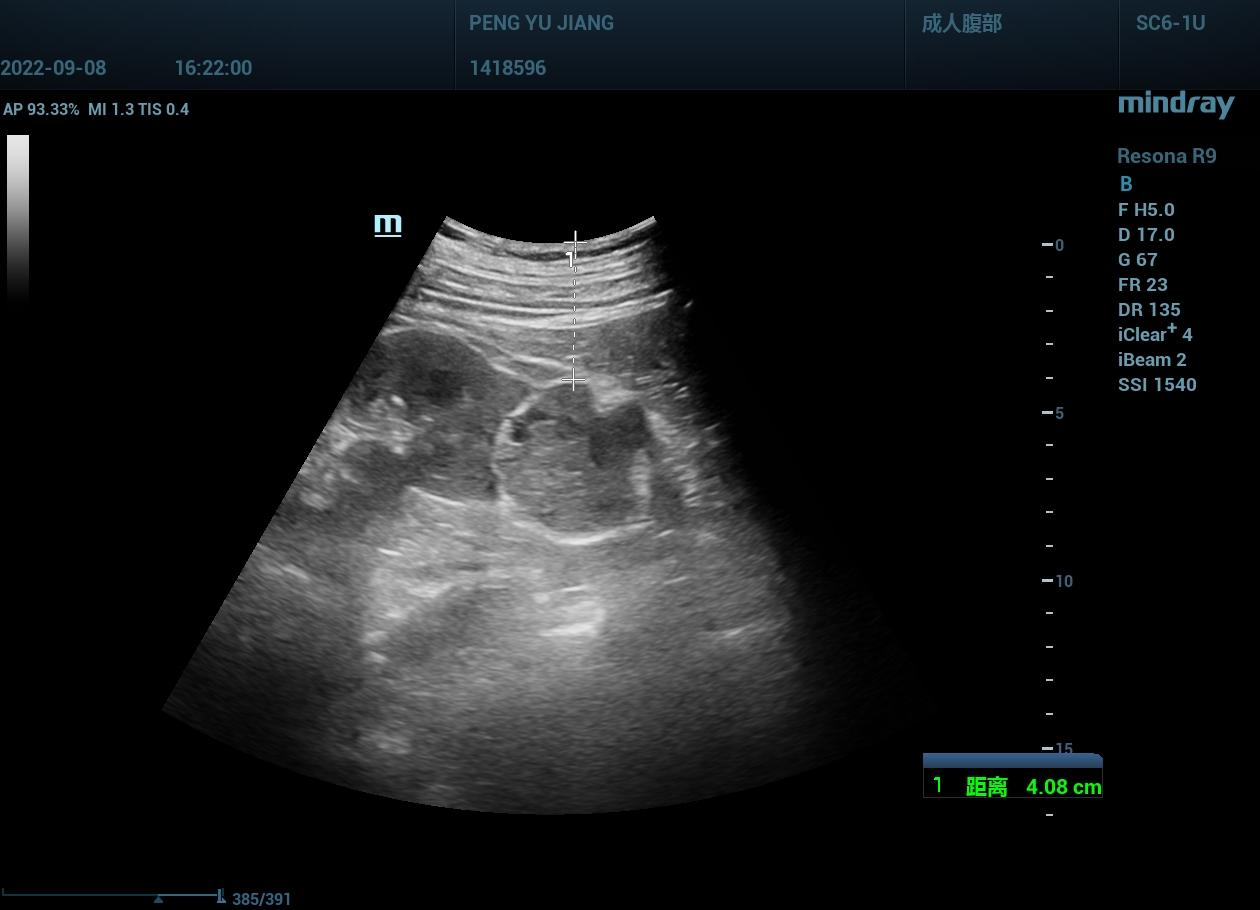 PENG YU JIANG
成人腹部
SC6-1U
2022-09-08
16:22:00
1418596
AP 93.33% MI 1.3 TIS 0.4
mindray
Resona R9
B
F H5.0
D 17.0
G 67
FR 23
DR 135
iClear+ 4
iBeam 2
SSI 1540
m
1
0
5
10
15
1 距离 4.08 cm
385/391